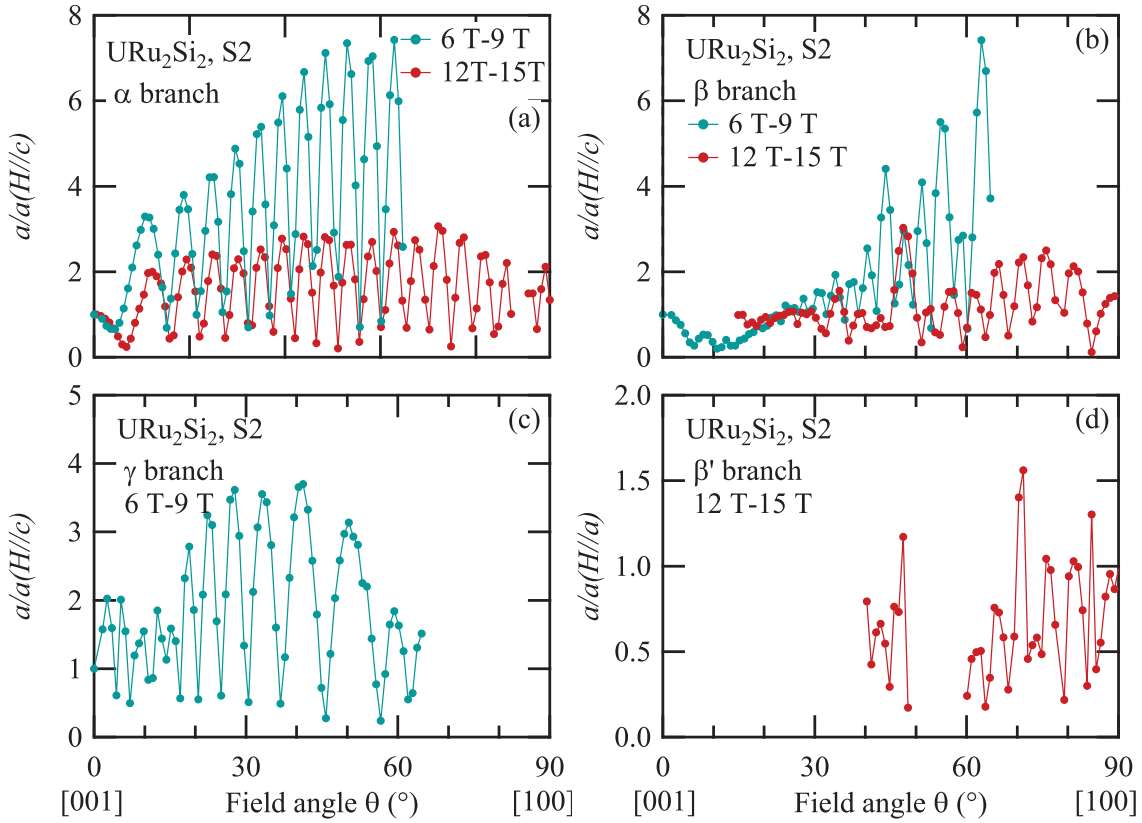 8
6
4
2
0
a/a(H//c)
URu₂Si₂, S2
α branch
6 T-9 T
12T-15T
(a)
8
6
4
2
0
a/a(H//c)
URu₂Si₂, S2
β branch
6 T-9 T
12 T-15 T
(b)
5
4
3
2
1
0
a/a(H//c)
URu₂Si₂, S2
γ branch
6 T-9 T
(c)
0
30
60
90
[001]
Field angle θ (°)
[100]
2.0
1.5
1.0
0.5
0.0
a/a(H//a)
URu₂Si₂, S2
β' branch
12 T-15 T
(d)
0
30
60
90
[001]
Field angle θ (°)
[100]